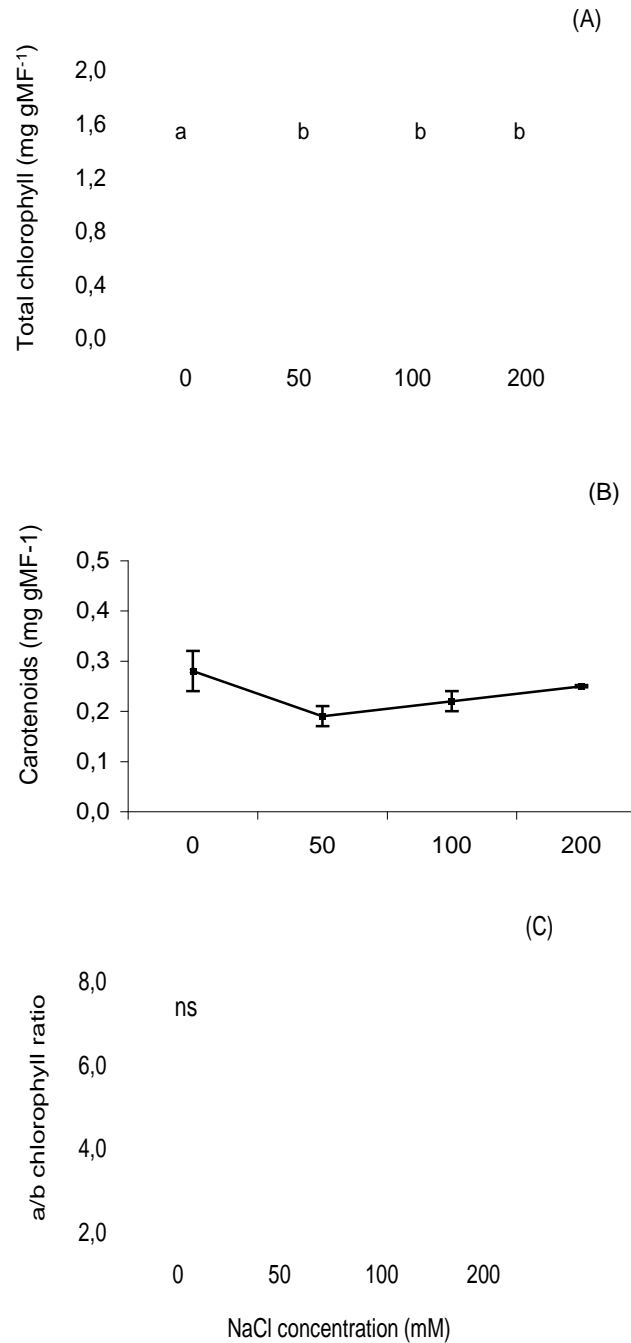 (A)
Total chlorophyll (mg gMF-1)
2,0
1,6
1,2
0,8
0,4
0,0
a b b b
0 50 100 200
(B)
Carotenoids (mg gMF-1)
0,5
0,4
0,3
0,2
0,1
0,0
0 50 100 200
(C)
a/b chlorophyll ratio
8,0
6,0
4,0
2,0
ns
0 50 100 200
NaCl concentration (mM)